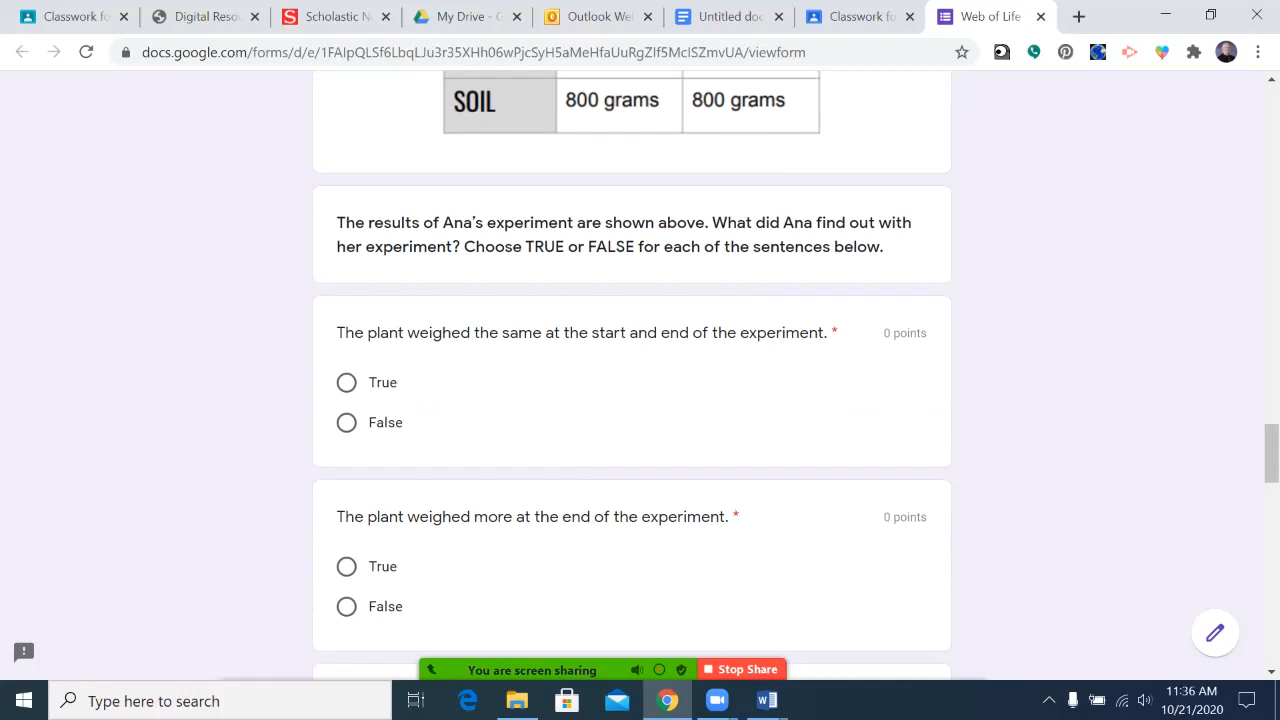 Classwork fo
Digital Reso
Scholastic N
My Drive - G
Outlook We
Untitled do
Classwork fo
Web of Life
docs.google.com/forms/d/e/1FAIpQLSf6LbqLJu3r35XHh06wPjcSyH5aMeHfaUuRgZIf5McISZmvUA/viewform
SOIL 800 grams 800 grams
The results of Ana's experiment are shown above. What did Ana find out with
her experiment? Choose TRUE or FALSE for each of the sentences below.
The plant weighed the same at the start and end of the experiment. * 0 points
True
False
The plant weighed more at the end of the experiment. * 0 points
True
False
You are screen sharing
Stop Share
Type here to search
11:36 AM
10/21/2020